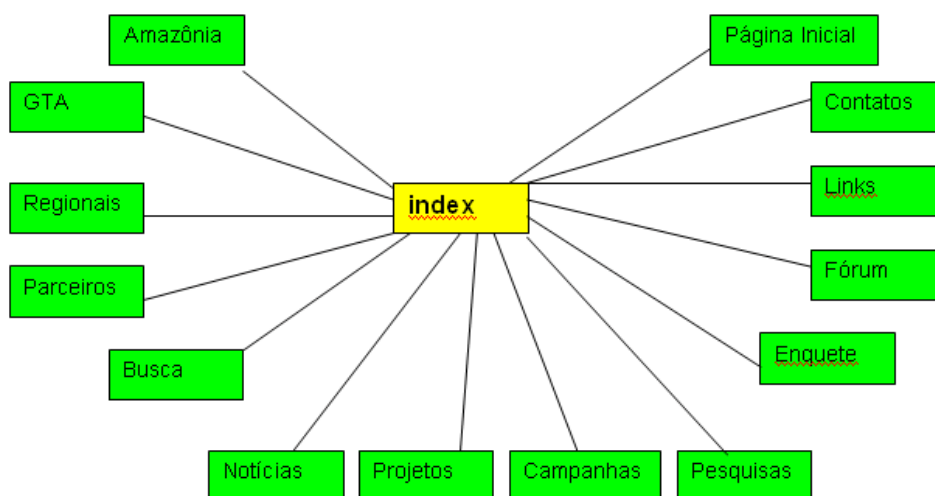 Amazônia
Página Inicial
GTA
Contatos
Regionais
index
Links
Parceiros
Fórum
Busca
Enquete
Notícias
Projetos
Campanhas
Pesquisas